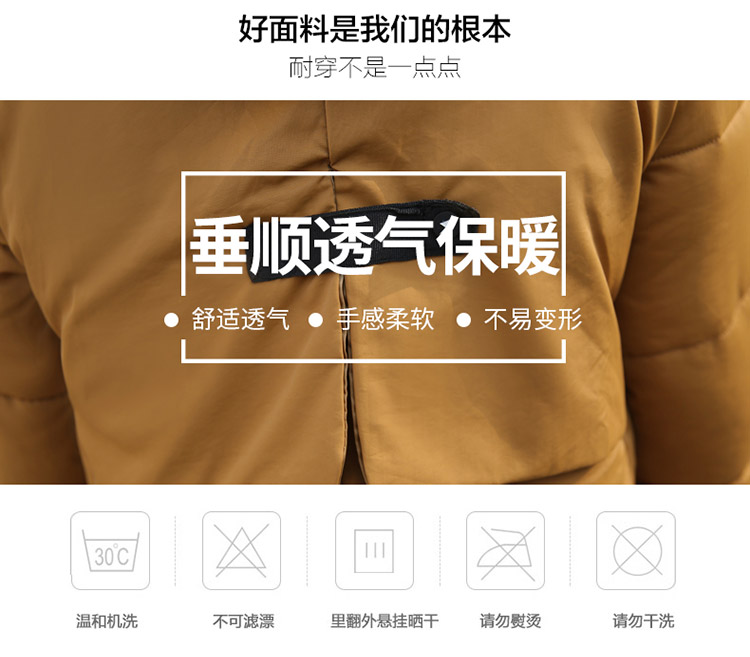 好面料是我们的根本
耐穿不是一点点
垂顺透气保暖
● 舒适透气 ● 手感柔软 ● 不易变形
30°C
温和机洗 不可滤漂 里翻外悬挂晒干 请勿熨烫 请勿干洗